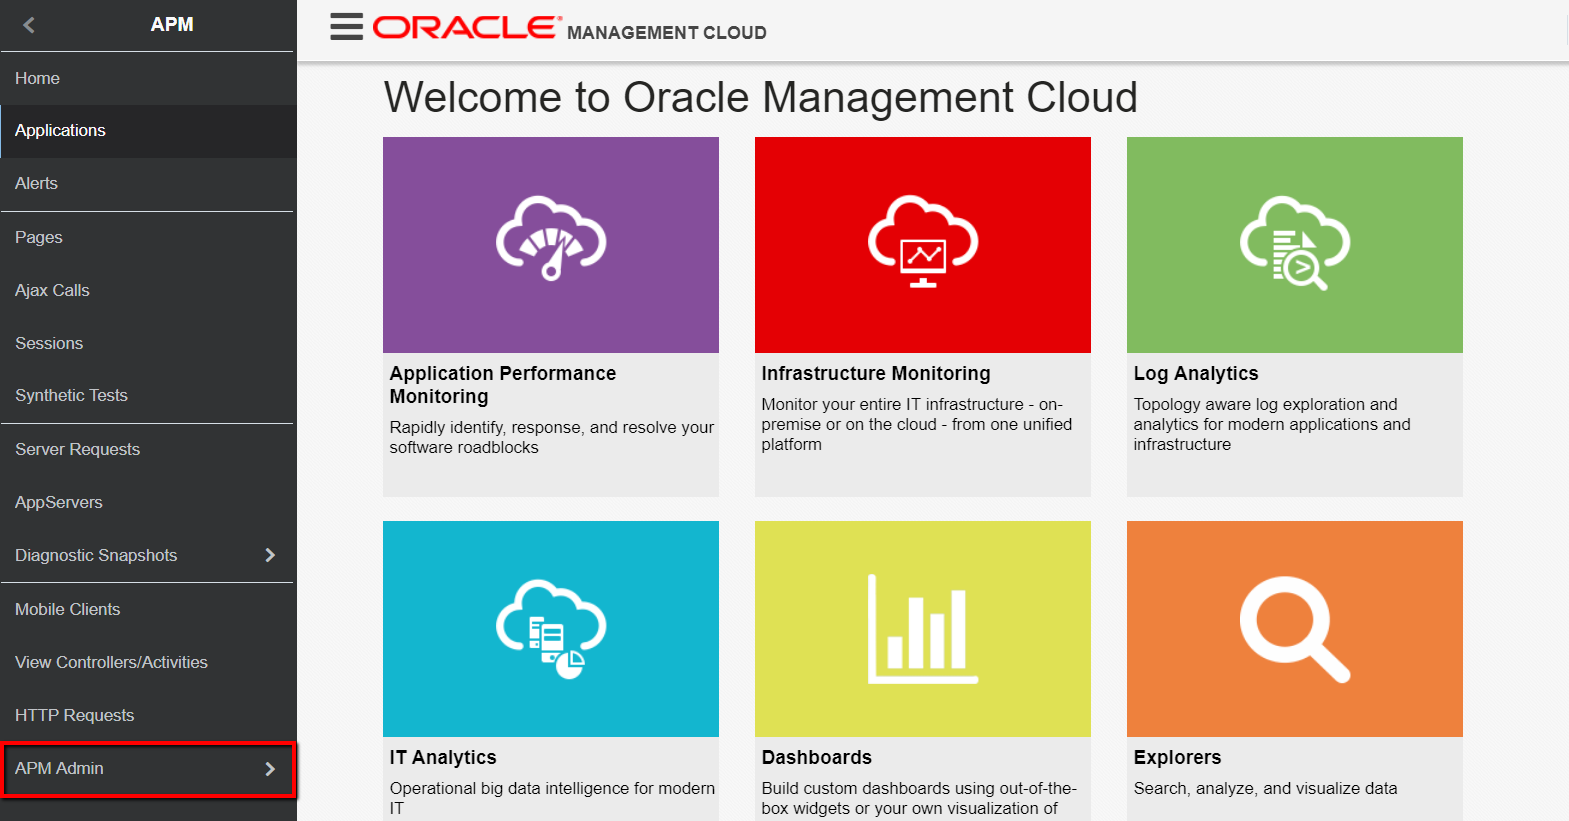 APM
Home
Applications
Alerts
Pages
Ajax Calls
Sessions
Synthetic Tests
Server Requests
AppServers
Diagnostic Snapshots
Mobile Clients
View Controllers/Activities
HTTP Requests
APM Admin
ORACLE MANAGEMENT CLOUD
Welcome to Oracle Management Cloud
Application Performance
Monitoring
Rapidly identify, response, and resolve your
software roadblocks
Infrastructure Monitoring
Monitor your entire IT infrastructure - on-
premise or on the cloud - from one unified
platform
Log Analytics
Topology aware log exploration and
analytics for modern applications and
infrastructure
IT Analytics
Operational big data intelligence for modern
IT
Dashboards
Build custom dashboards using out-of-the-
box widgets or your own visualization of
Explorers
Search, analyze, and visualize data